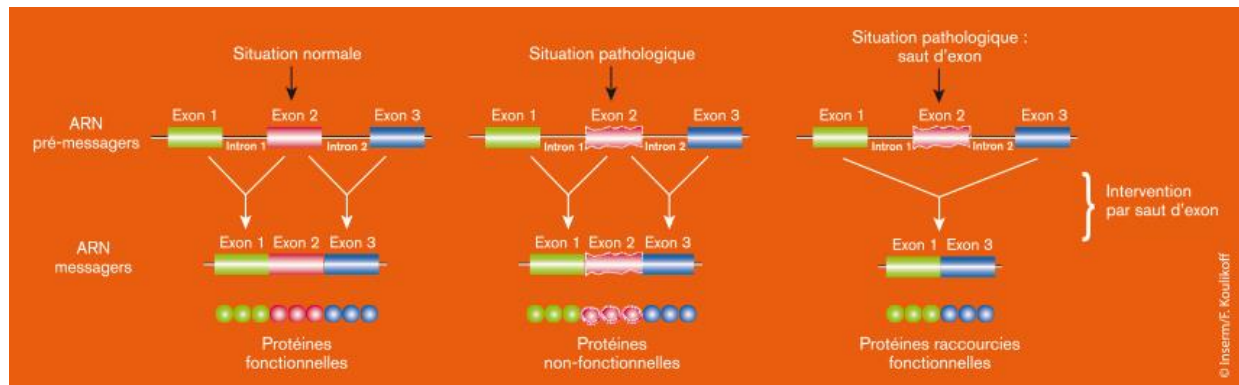 Situation normale
Exon 1 Exon 2 Exon 3
Intron 1 Intron 2
Exon 1 Exon 2 Exon 3
Protéines
fonctionnelles
Situation pathologique
Exon 1 Exon 2 Exon 3
Intron 1 Intron 2
Exon 1 Exon 2 Exon 3
Protéines
non-fonctionnelles
Situation pathologique :
saut d'exon
Exon 1 Exon 2 Exon 3
Intron 1 Intron 2
Exon 1 Exon 3
Protéines raccourcies
fonctionnelles
ARN
pré-messagers
ARN
messagers
Intervention
par saut d'exon
© Inserm/F. Koulikoff